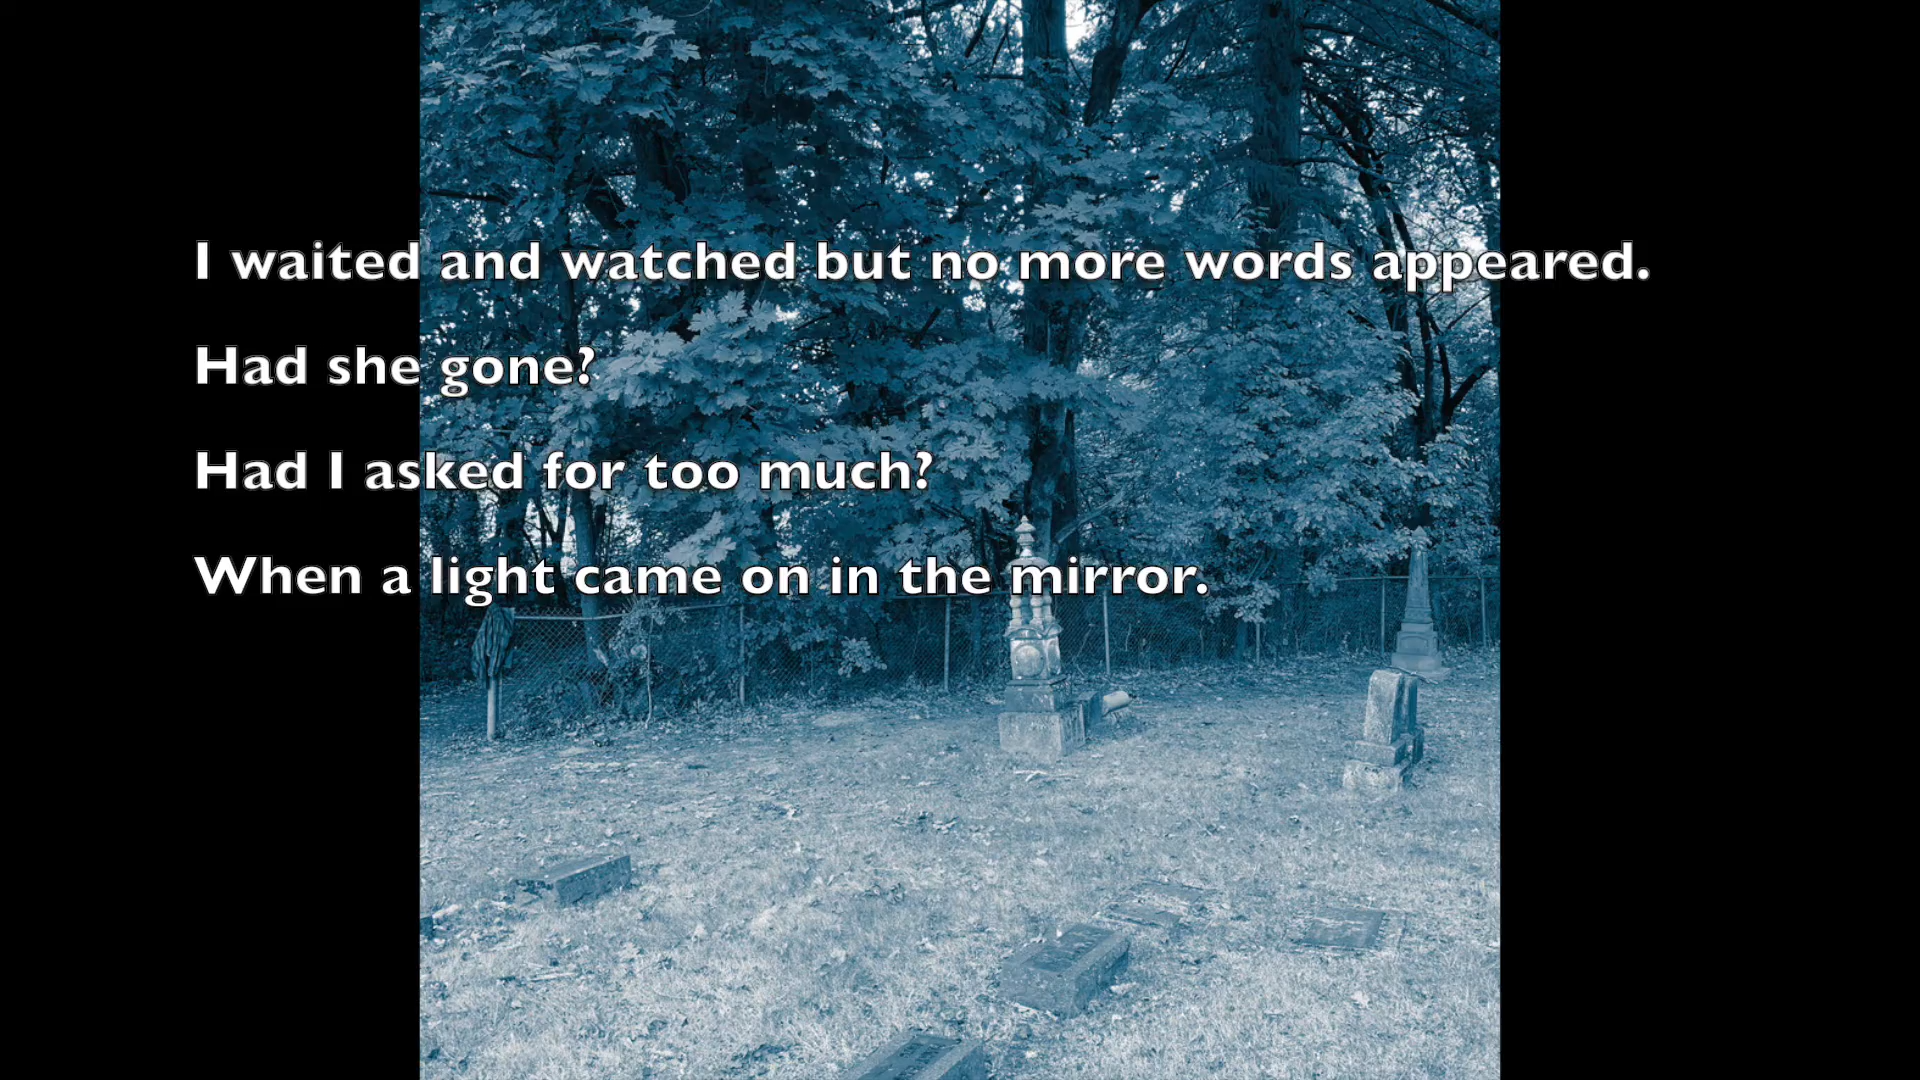 I waited and watched but no more words appeared.
Had she gone?
Had I asked for too much?
When a light came on in the mirror.